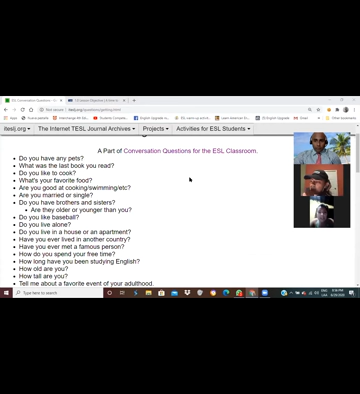 itesij.org
The Internet TESL Journal Archives
Projects
Activities for ESL Students
A Part of Conversation Questions for the ESL Classroom.
Do you have any pets?
What was the last book you read?
Do you like to cook?
What's your favorite food?
Are you good at cooking/swimming/etc?
Are you married or single?
Do you have brothers and sisters?
Are they older or younger than you?
Do you like baseball?
Do you live alone?
Do you live in a house or an apartment?
Have you ever lived in another country?
Have you ever met a famous person?
How do you spend your free time?
How long have you been studying English?
How old are you?
How tall are you?
Tell me about a favorite event of your adulthood.
Type here to search